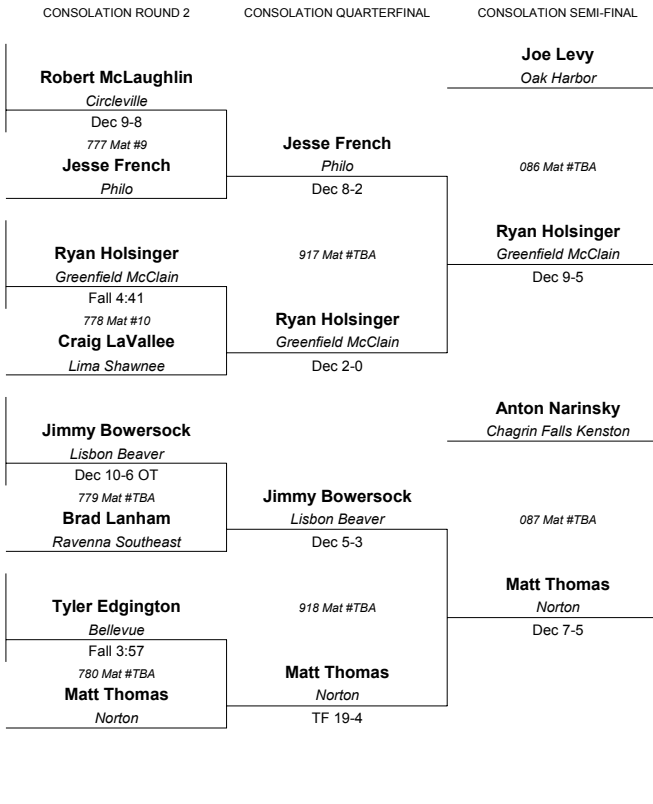 CONSOLATION ROUND 2
Robert McLaughlin
Circleville
Dec 9-8
777 Mat #9
Jesse French
Philo
Ryan Holsinger
Greenfield McClain
Fall 4:41
778 Mat #10
Craig LaVallee
Lima Shawnee
Jimmy Bowersock
Lisbon Beaver
Dec 10-6 OT
779 Mat #TBA
Brad Lanham
Ravenna Southeast
Tyler Edgington
Bellevue
Fall 3:57
780 Mat #TBA
Matt Thomas
Norton
CONSOLATION QUARTERFINAL
Jesse French
Philo
Dec 8-2
917 Mat #TBA
Ryan Holsinger
Greenfield McClain
Dec 2-0
Jimmy Bowersock
Lisbon Beaver
Dec 5-3
918 Mat #TBA
Matt Thomas
Norton
TF 19-4
CONSOLATION SEMI-FINAL
Joe Levy
Oak Harbor
086 Mat #TBA
Ryan Holsinger
Greenfield McClain
Dec 9-5
Anton Narinsky
Chagrin Falls Kenston
087 Mat #TBA
Matt Thomas
Norton
Dec 7-5